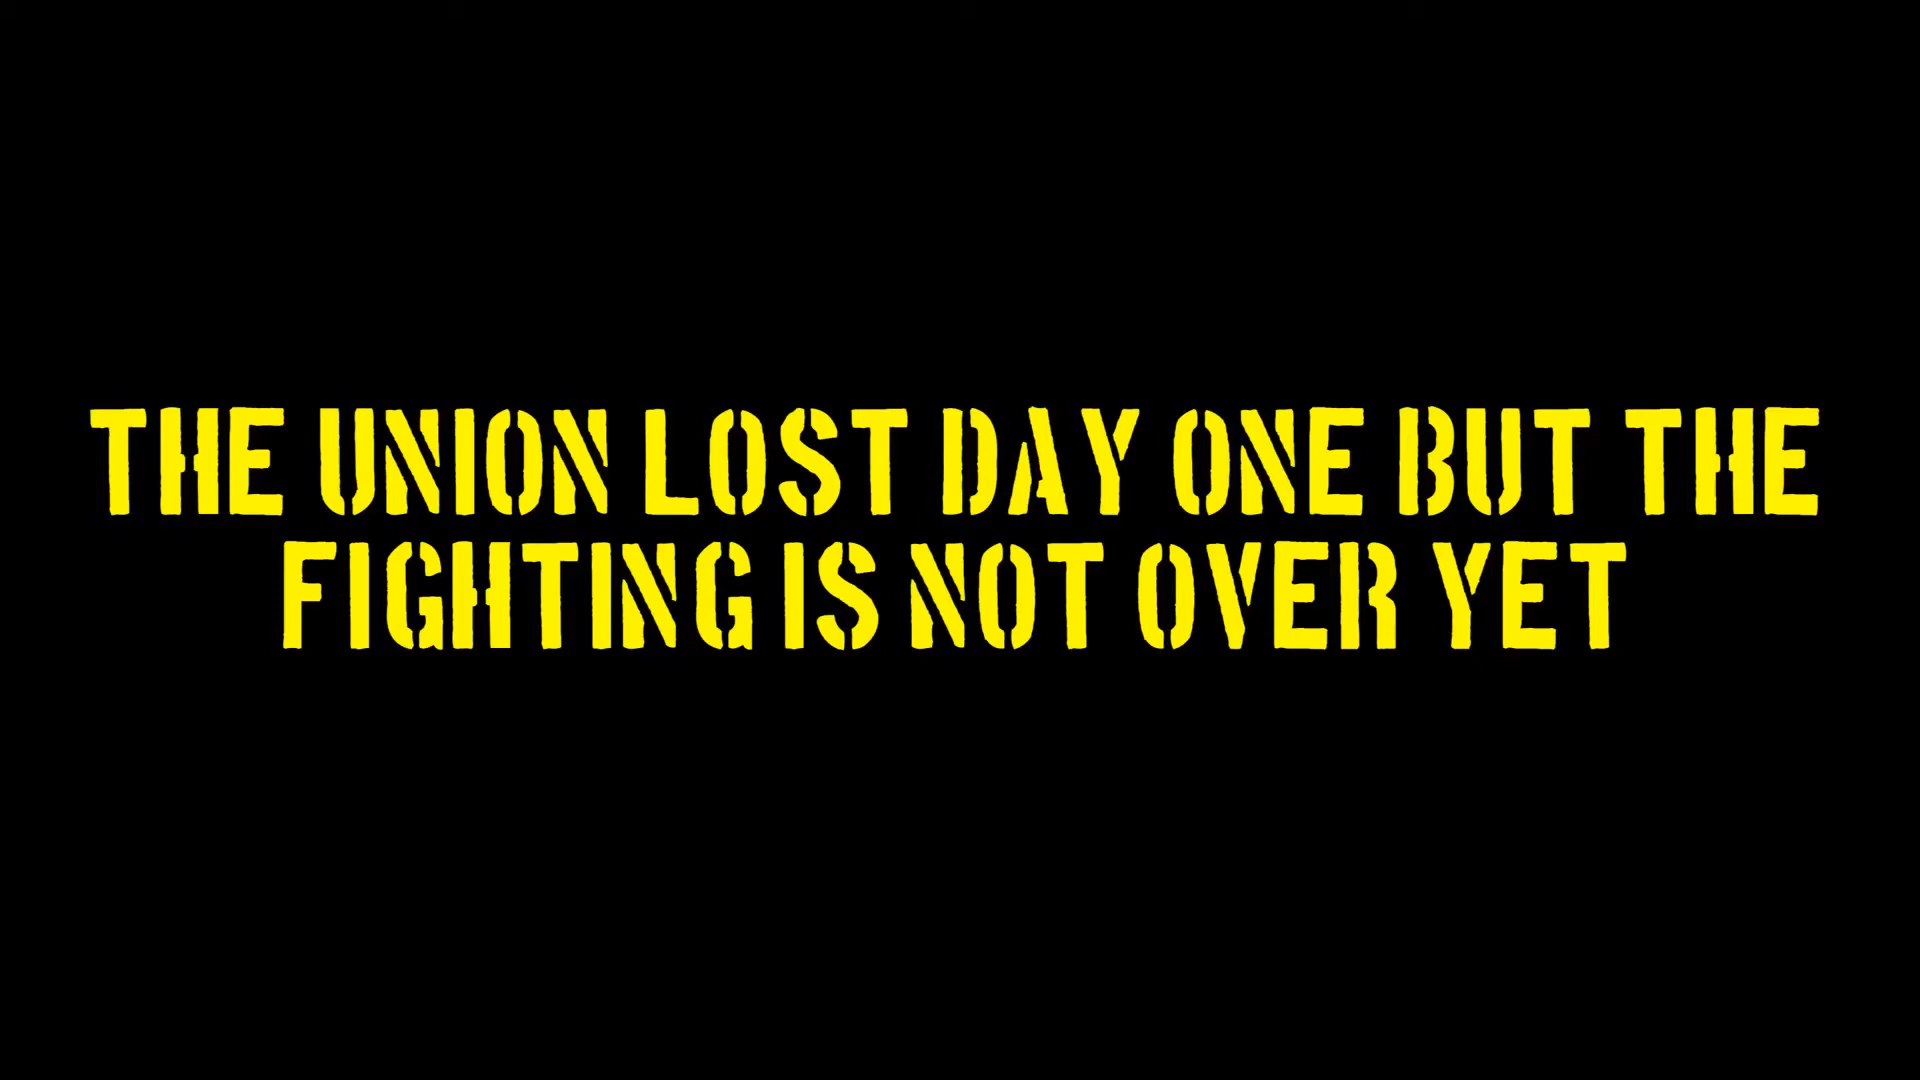 THE UNION LOST DAY ONE BUT THE
FIGHTING IS NOT OVER YET